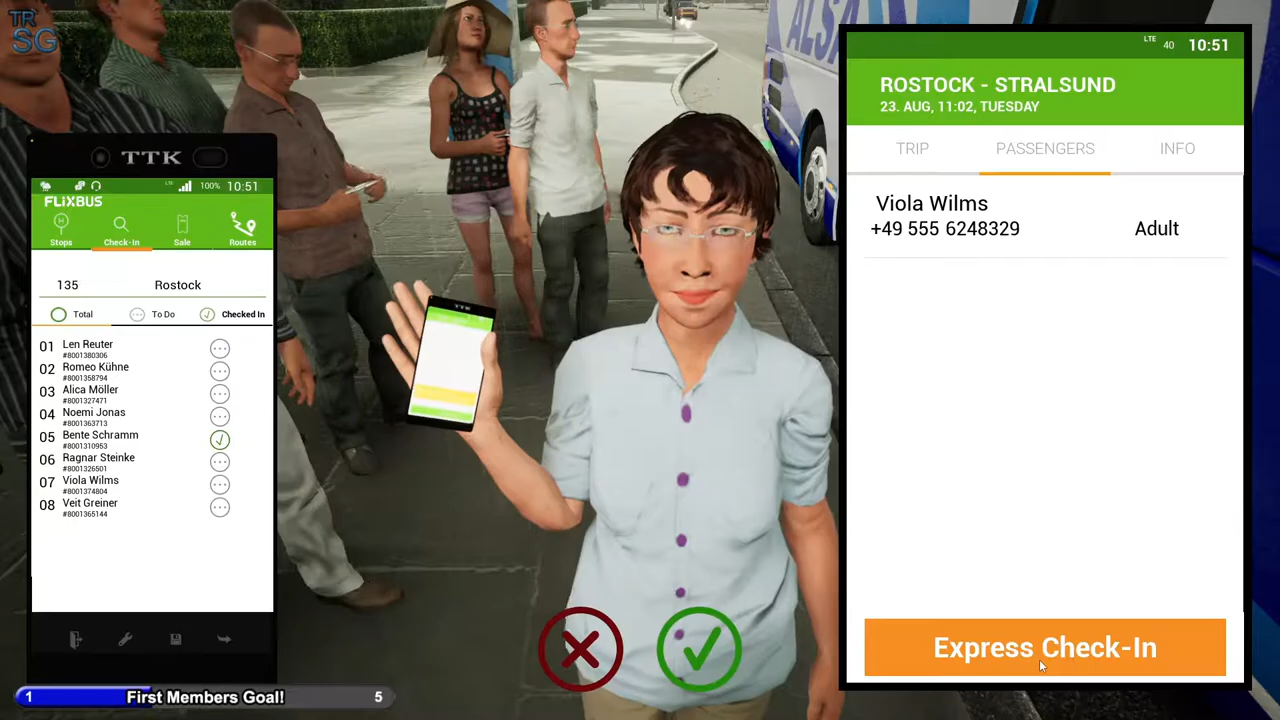 TR
SG
ALSA
TTK
LTE 100% 10:51
FLiXBUS
Stops Check-In Sale Routes
135 Rostock
Total To Do Checked In
01 Len Reuter
#8001380306
02 Romeo Kühne
#8001358794
03 Alica Möller
#8001327471
04 Noemi Jonas
#8001363713
05 Bente Schramm
#8001310953
06 Ragnar Steinke
#8001326501
07 Viola Wilms
#8001374804
08 Veit Greiner
#8001365144
1 First Members Goal! 5
TTK
LTE 40 10:51
ROSTOCK - STRALSUND
23. AUG, 11:02, TUESDAY
TRIP PASSENGERS INFO
Viola Wilms
+49 555 6248329 Adult
Express Check-In